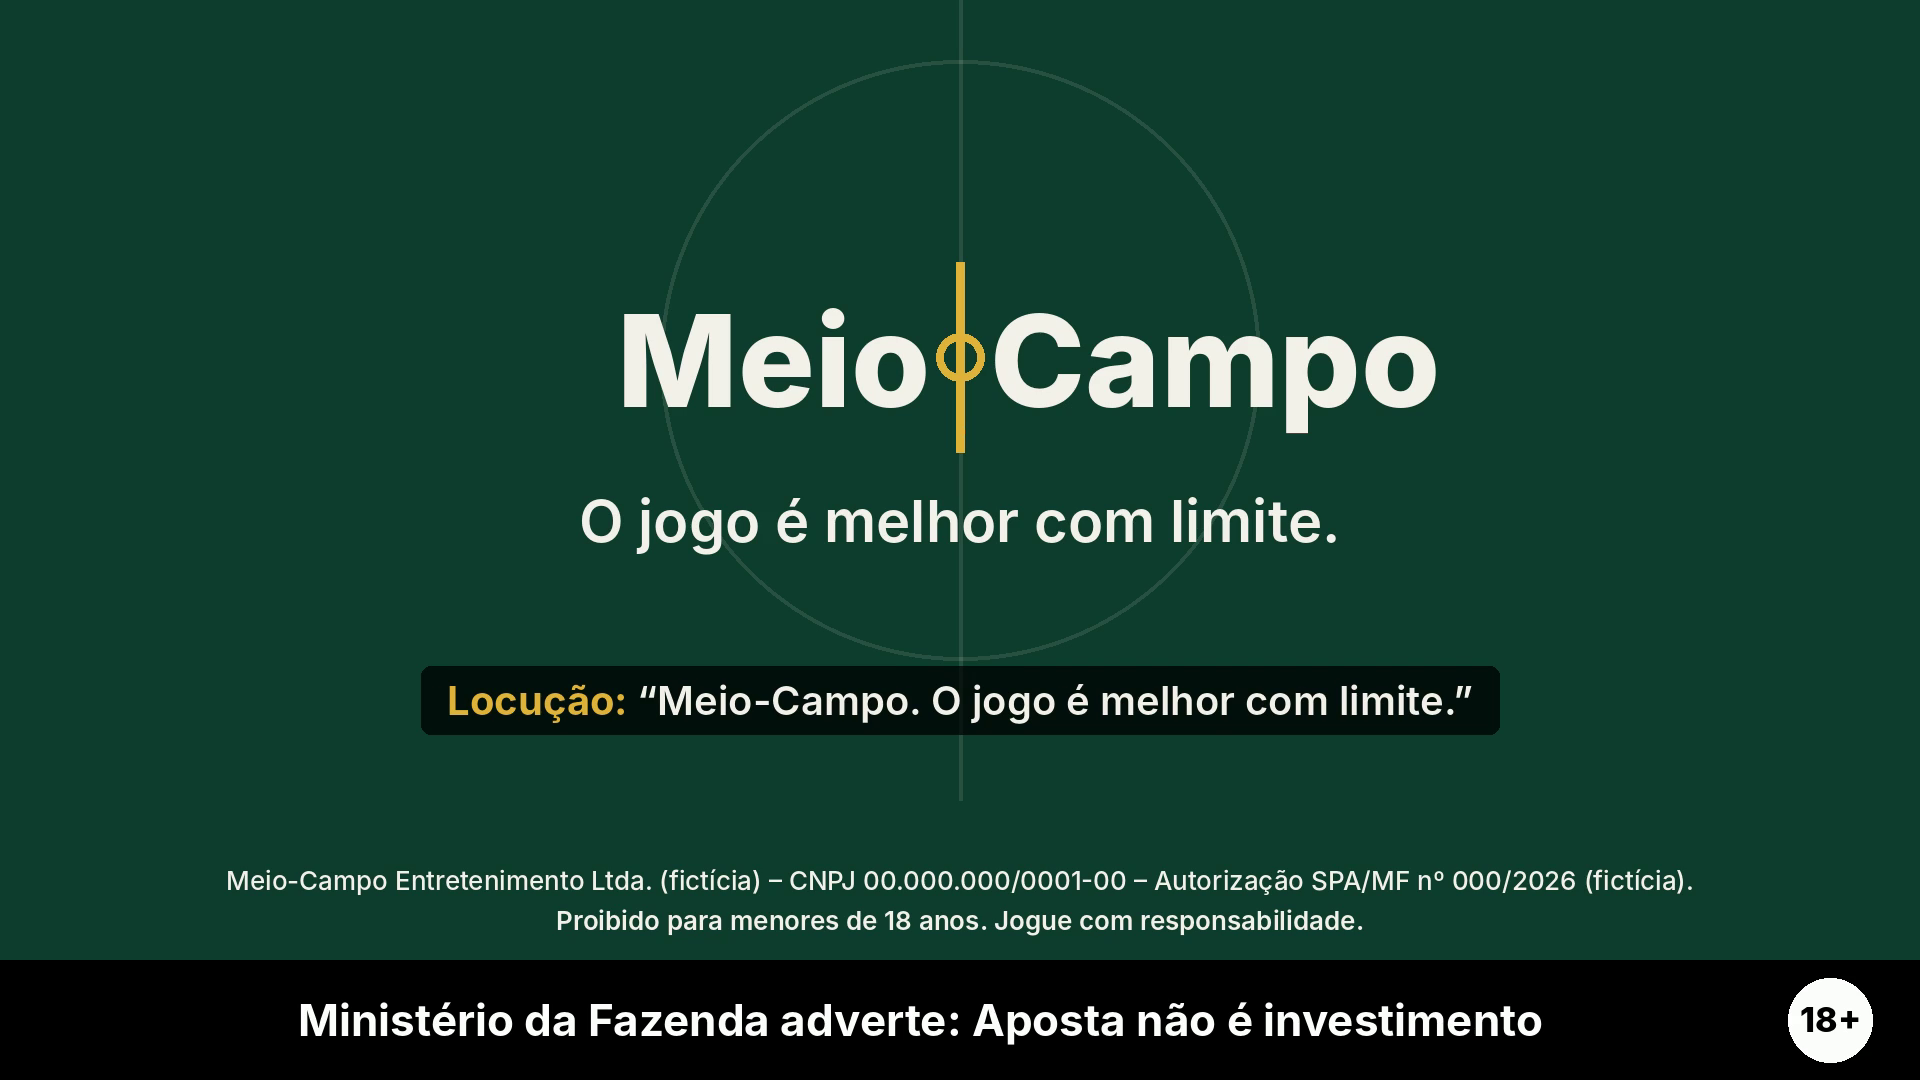 Meio Campo
O jogo é melhor com limite.
Locução: “Meio-Campo. O jogo é melhor com limite.”
Meio-Campo Entretenimento Ltda. (fictícia) – CNPJ 00.000.000/0001-00 – Autorização SPA/MF nº 000/2026 (fictícia).
Proibido para menores de 18 anos. Jogue com responsabilidade.
Ministério da Fazenda adverte: Aposta não é investimento
18+